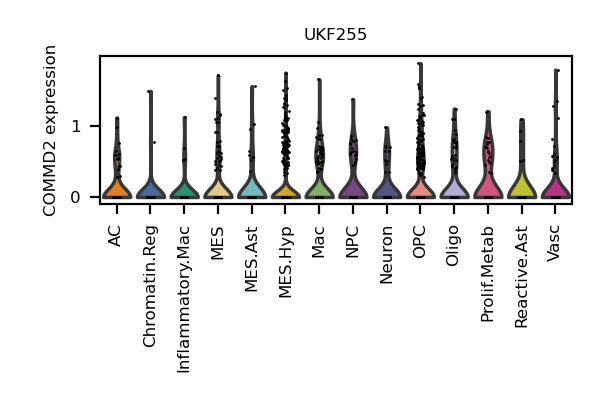 UKF255
COMMD2 expression
1
0
AC
Chromatin.Reg
Inflammatory.Mac
MES
MES.Ast
MES.Hyp
Mac
NPC
Neuron
OPC
Oligo
Prolif.Metab
Reactive.Ast
Vasc